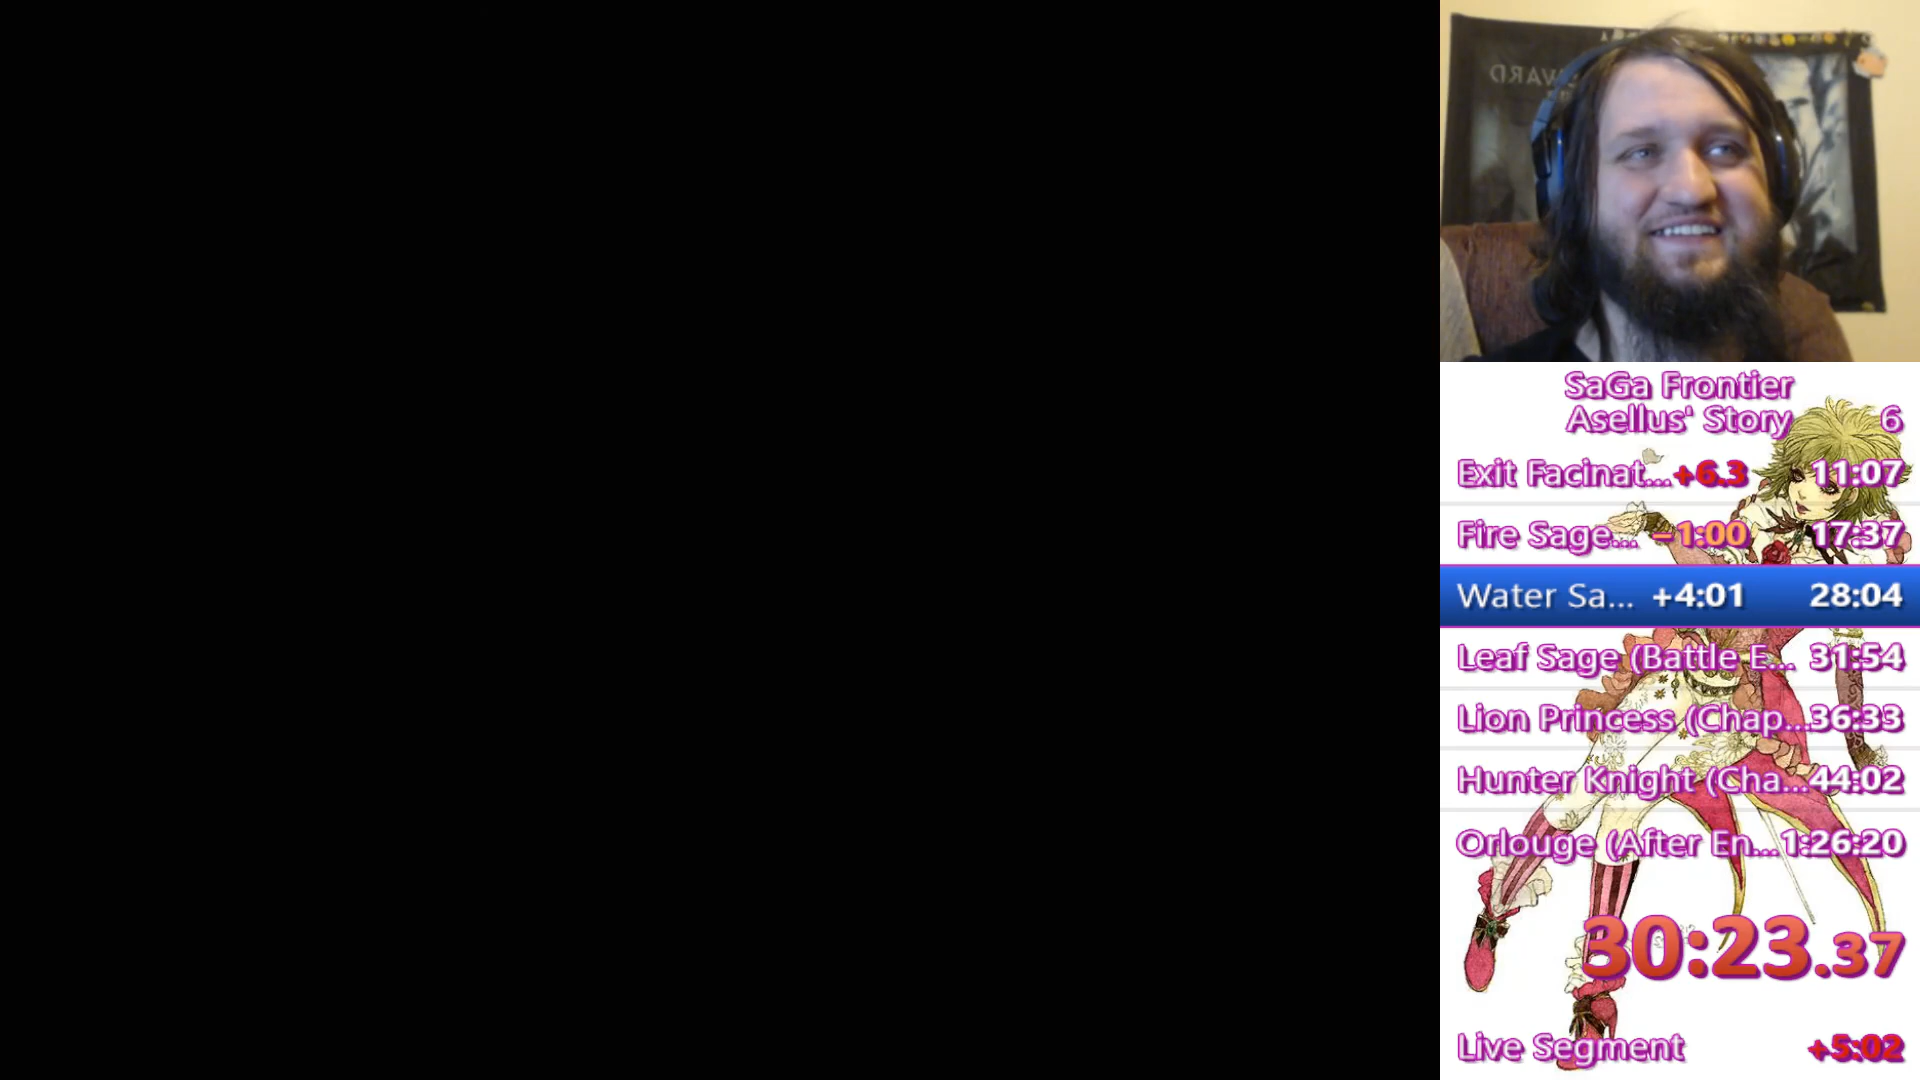 SaGa Frontier
Asellus' Story 6
Exit Facinat... +6.3 11:07
Fire Sage... −1:00 17:37
Water Sa... +4:01 28:04
Leaf Sage (Battle E... 31:54
Lion Princess (Chap... 36:33
Hunter Knight (Cha... 44:02
Orlouge (After En... 1:26:20
30:23.37
Live Segment +5:02